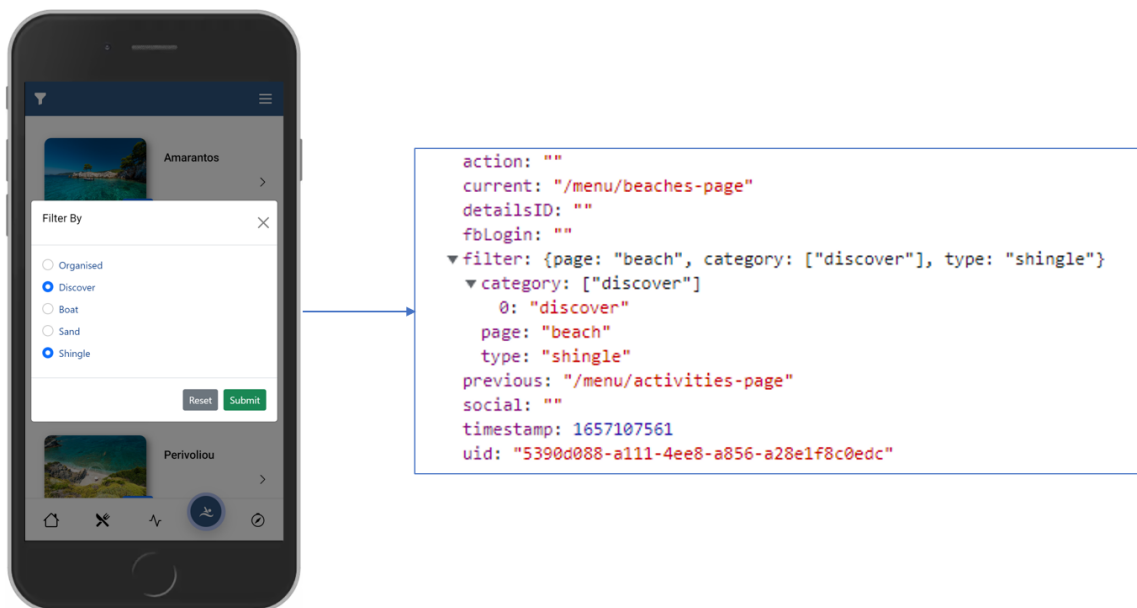 Amarantos
Filter By
Organised
Discover
Boat
Sand
Shingle
Reset Submit
Perivoliou
action: ""
current: "/menu/beaches-page"
detailsID: ""
fbLogin: ""
▼filter: {page: "beach", category: ["discover"], type: "shingle"}
▼category: ["discover"]
0: "discover"
page: "beach"
type: "shingle"
previous: "/menu/activities-page"
social: ""
timestamp: 1657107561
uid: "5390d088-a111-4ee8-a856-a28e1f8c0edc"